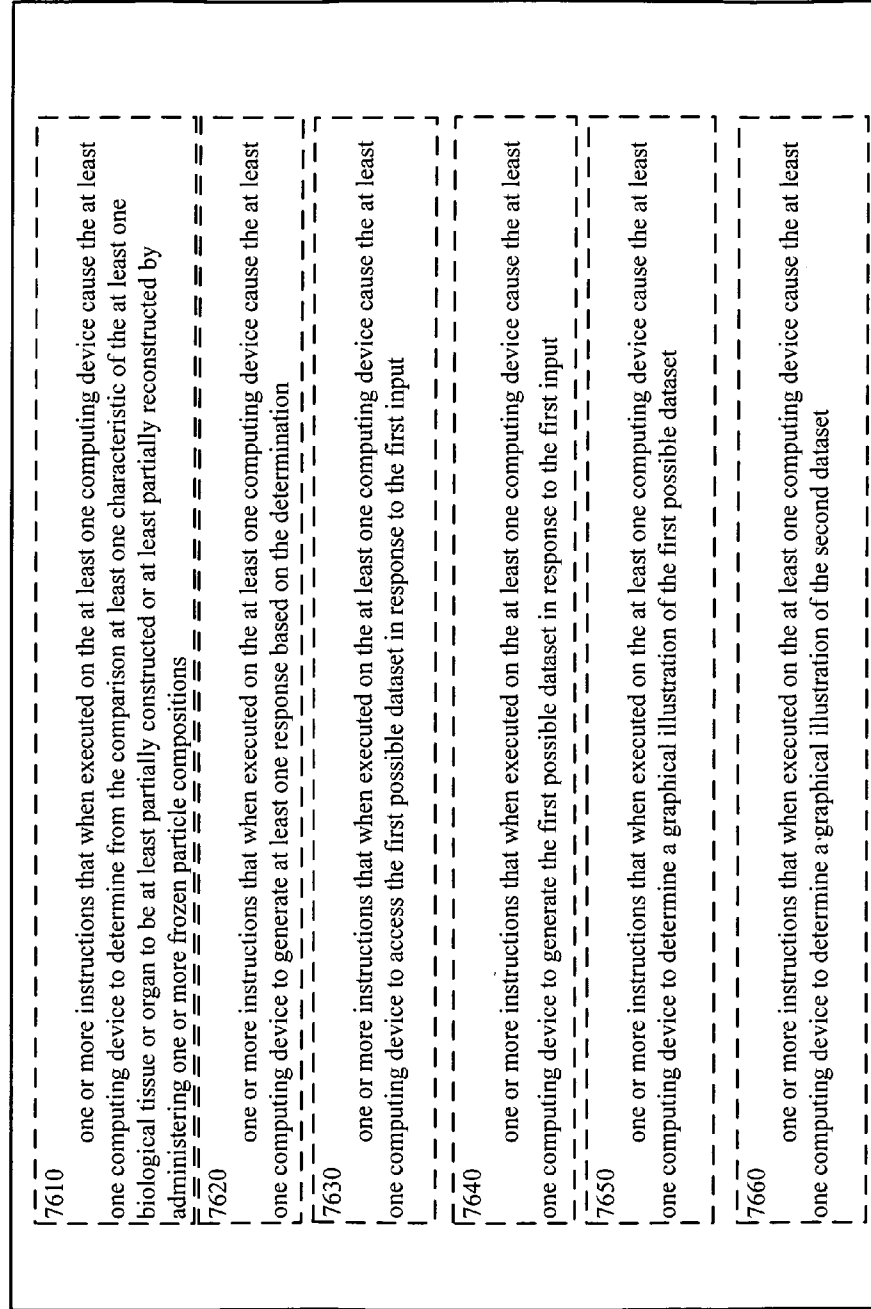 7610
one or more instructions that when executed on the at least one computing device cause the at least
one computing device to determine from the comparison at least one characteristic of the at least one
biological tissue or organ to be at least partially constructed or at least partially reconstructed by
administering one or more frozen particle compositions
7620
one or more instructions that when executed on the at least one computing device cause the at least
one computing device to generate at least one response based on the determination
7630
one or more instructions that when executed on the at least one computing device cause the at least
one computing device to access the first possible dataset in response to the first input
7640
one or more instructions that when executed on the at least one computing device cause the at least
one computing device to generate the first possible dataset in response to the first input
7650
one or more instructions that when executed on the at least one computing device cause the at least
one computing device to determine a graphical illustration of the first possible dataset
7660
one or more instructions that when executed on the at least one computing device cause the at least
one computing device to determine a graphical illustration of the second dataset